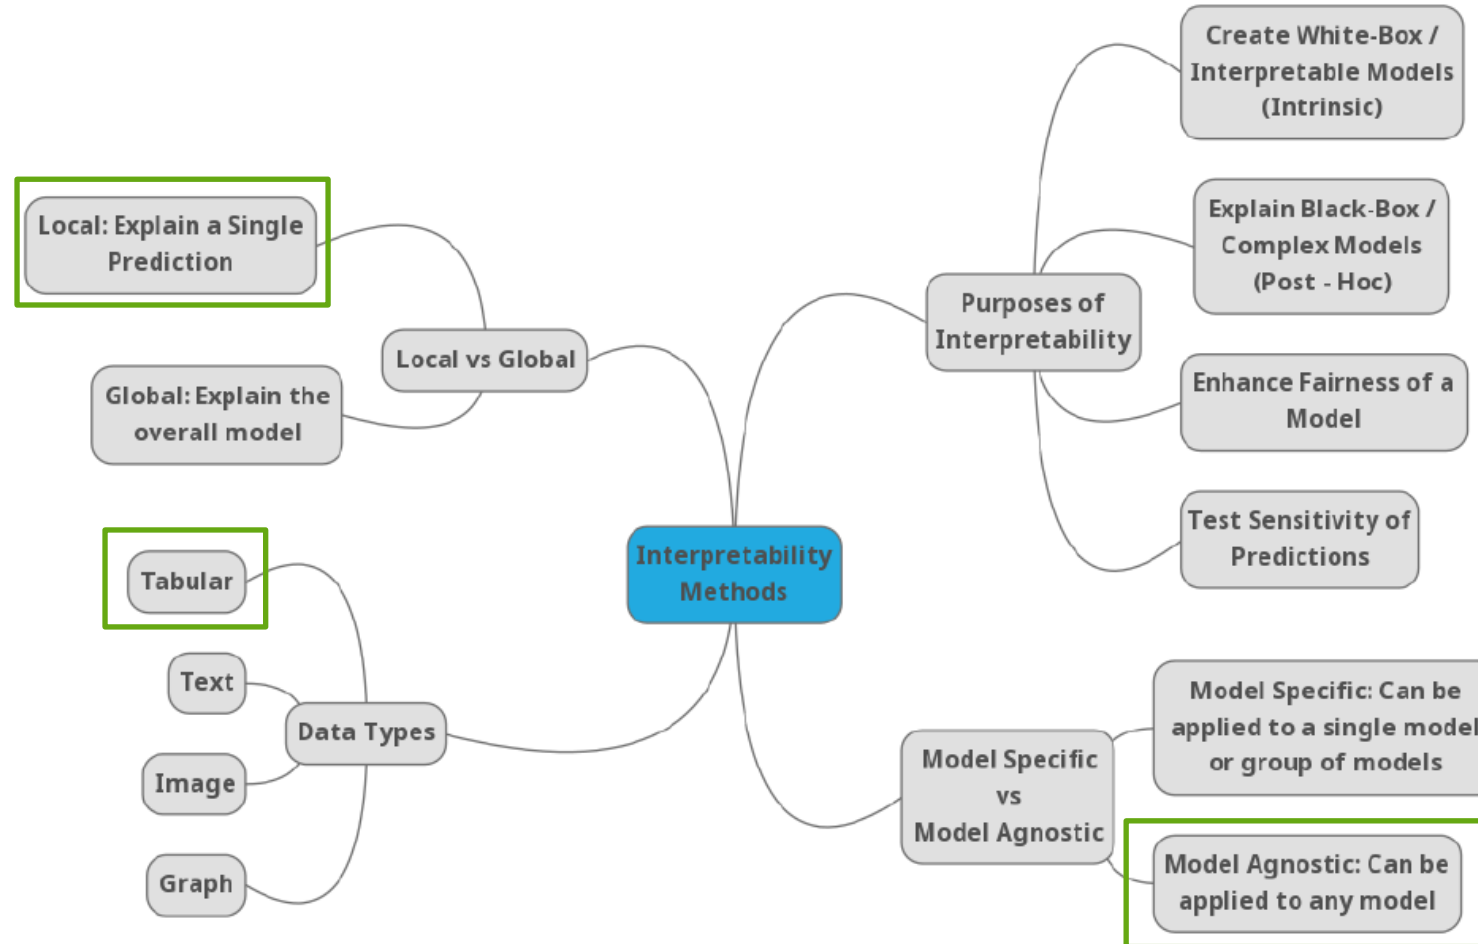 Create White-Box /
Interpretable Models
(Intrinsic)
Explain Black-Box /
Complex Models
(Post - Hoc)
Purposes of
Interpretability
Enhance Fairness of a
Model
Test Sensitivity of
Predictions
Local: Explain a Single
Prediction
Local vs Global
Global: Explain the
overall model
Interpretability
Methods
Tabular
Text
Data Types
Image
Graph
Model Specific
vs
Model Agnostic
Model Specific: Can be
applied to a single model
or group of models
Model Agnostic: Can be
applied to any model